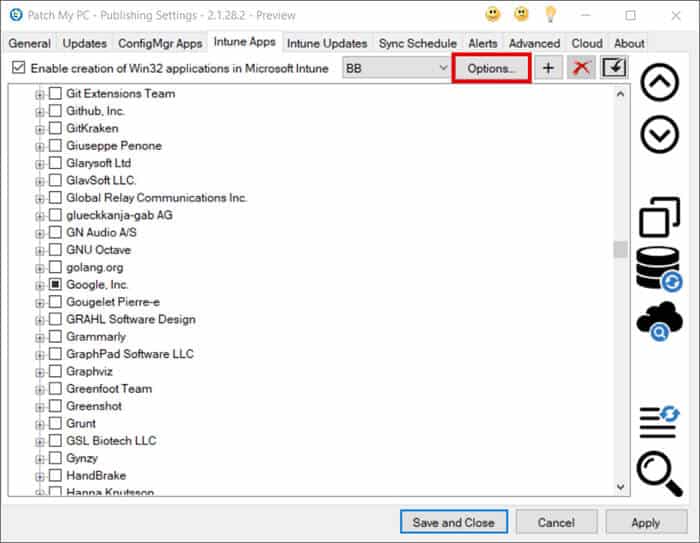 Patch My PC - Publishing Settings - 2.1.28.2 - Preview
General Updates ConfigMgr Apps Intune Apps Intune Updates Sync Schedule Alerts Advanced Cloud About
Enable creation of Win32 applications in Microsoft Intune BB Options...
Git Extensions Team
Github, Inc.
GitKraken
Giuseppe Penone
Glarysoft Ltd
GlavSoft LLC.
Global Relay Communications Inc.
glueckkanja-gab AG
GN Audio A/S
GNU Octave
golang.org
Google, Inc.
Gougelet Pierre-e
GRAHL Software Design
Grammarly
GraphPad Software LLC
Graphviz
Greenfoot Team
Greenshot
Grunt
GSL Biotech LLC
Gynzy
HandBrake
Hanna Knutsson
Save and Close Cancel Apply